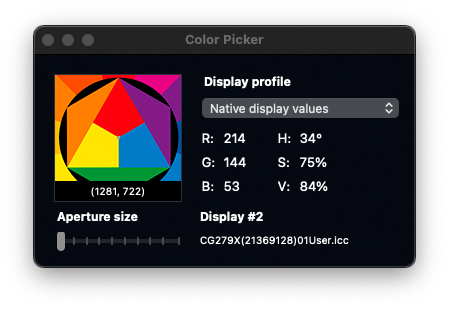 Color Picker
Display profile
Native display values
R: 214 H: 34°
G: 144 S: 75%
B: 53 V: 84%
(1281, 722)
Aperture size
Display #2
CG279X(21369128)01User.icc